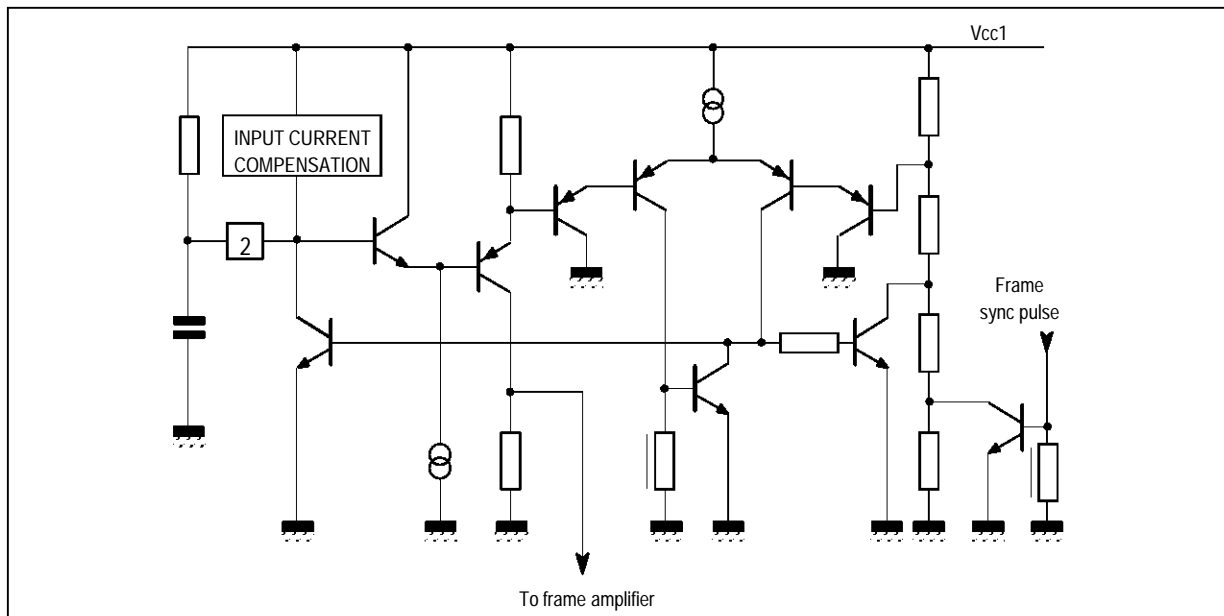 Vcc1
INPUT CURRENT
COMPENSATION
2
Frame
sync pulse
To frame amplifier